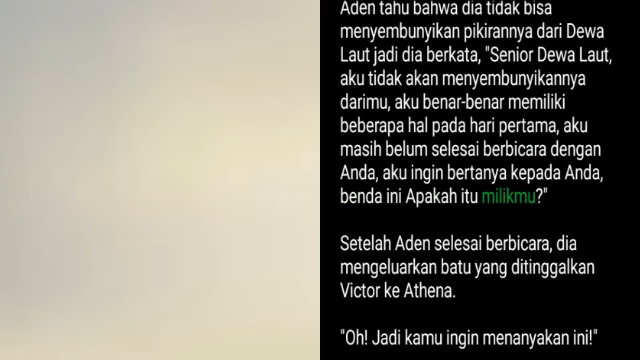 Aden tahu bahwa dia tidak bisa
menyembunyikan pikirannya dari Dewa
Laut jadi dia berkata, "Senior Dewa Laut,
aku tidak akan menyembunyikannya
darimu, aku benar-benar memiliki
beberapa hal pada hari pertama, aku
masih belum selesai berbicara dengan
Anda, aku ingin bertanya kepada Anda,
benda ini Apakah itu milikmu?"
Setelah Aden selesai berbicara, dia
mengeluarkan batu yang ditinggalkan
Victor ke Athena.
"Oh! Jadi kamu ingin menanyakan ini!"